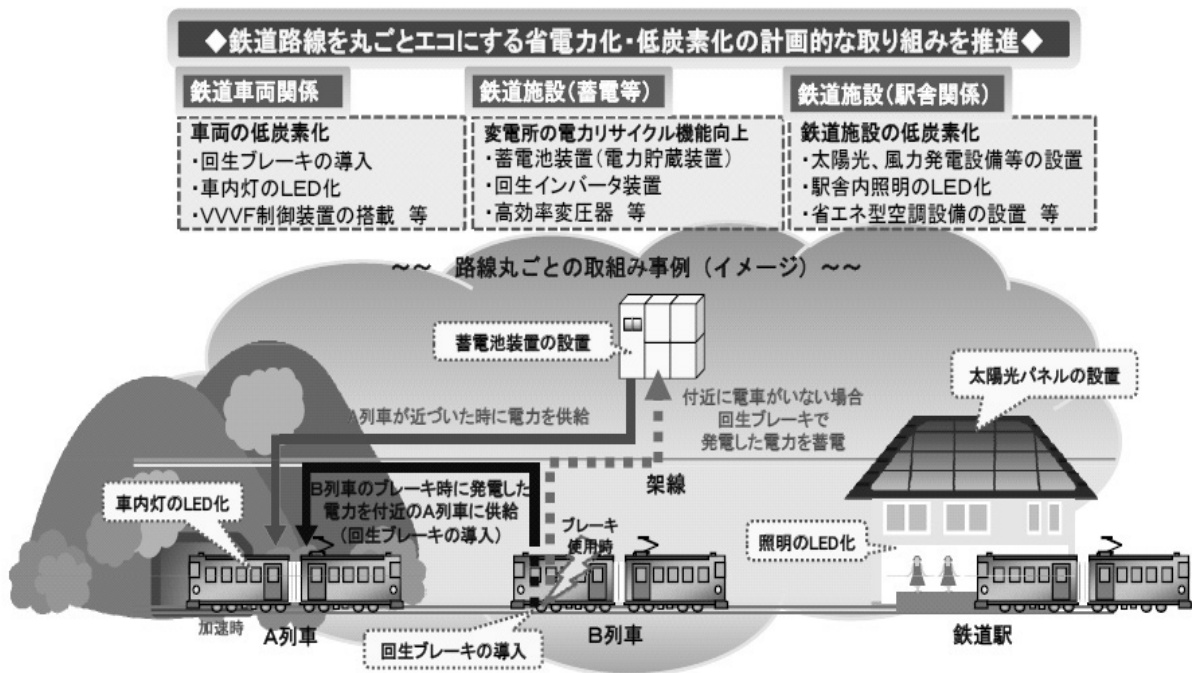 ◆鉄道路線を丸ごとエコにする省電力化・低炭素化の計画的な取り組みを推進◆
鉄道車両関係
車両の低炭素化
・回生ブレーキの導入
・車内灯のLED化
・VVVF制御装置の搭載 等
鉄道施設(蓄電等)
変電所の電力リサイクル機能向上
・蓄電池装置(電力貯蔵装置)
・回生インバータ装置
・高効率変圧器 等
鉄道施設(駅舎関係)
鉄道施設の低炭素化
・太陽光、風力発電設備等の設置
・駅舎内照明のLED化
・省エネ型空調設備の設置 等
~~ 路線丸ごとの取組み事例(イメージ)~~
蓄電池装置の設置
太陽光パネルの設置
A列車が近づいた時に電力を供給
付近に電車がいない場合
回生ブレーキで
発電した電力を蓄電
架線
車内灯のLED化
B列車のブレーキ時に発電した
電力を付近のA列車に供給
(回生ブレーキの導入)
ブレーキ
使用時
照明のLED化
加速時
A列車
回生ブレーキの導入
B列車
鉄道駅